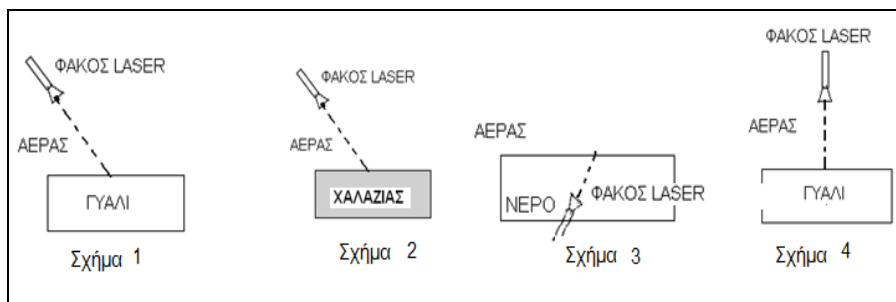 ΦΑΚΟΣ LASER
ΑΕΡΑΣ
ΓΥΑΛΙ
Σχήμα 1
ΦΑΚΟΣ LASER
ΑΕΡΑΣ
ΧΑΛΑΖΙΑΣ
Σχήμα 2
ΑΕΡΑΣ
ΝΕΡΟ
ΦΑΚΟΣ LASER
Σχήμα 3
ΦΑΚΟΣ LASER
ΑΕΡΑΣ
ΓΥΑΛΙ
Σχήμα 4